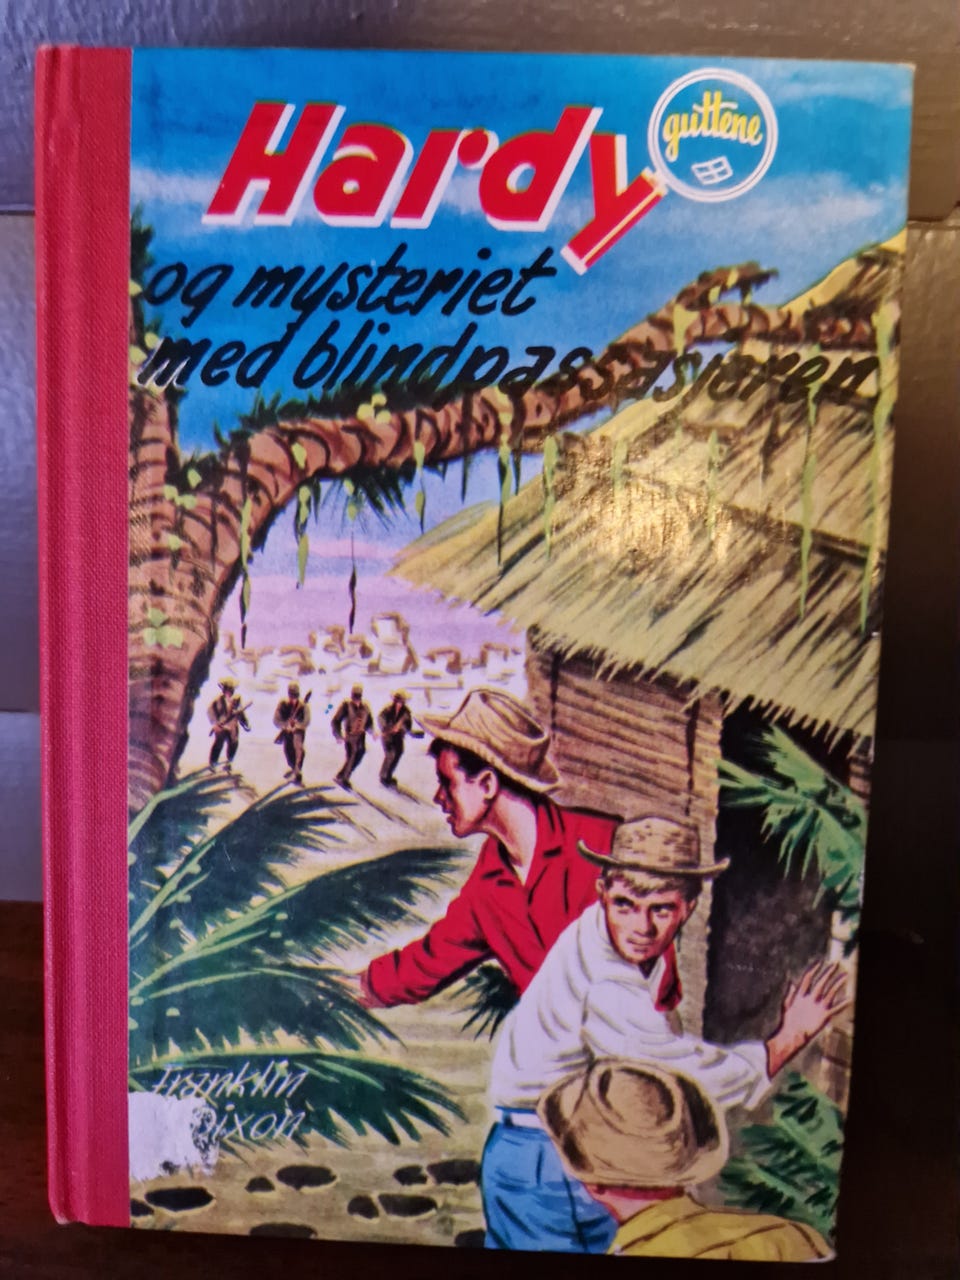 Hardy
guttene
og mysteriet
med blindpassasjeren
Franklin
Dixon